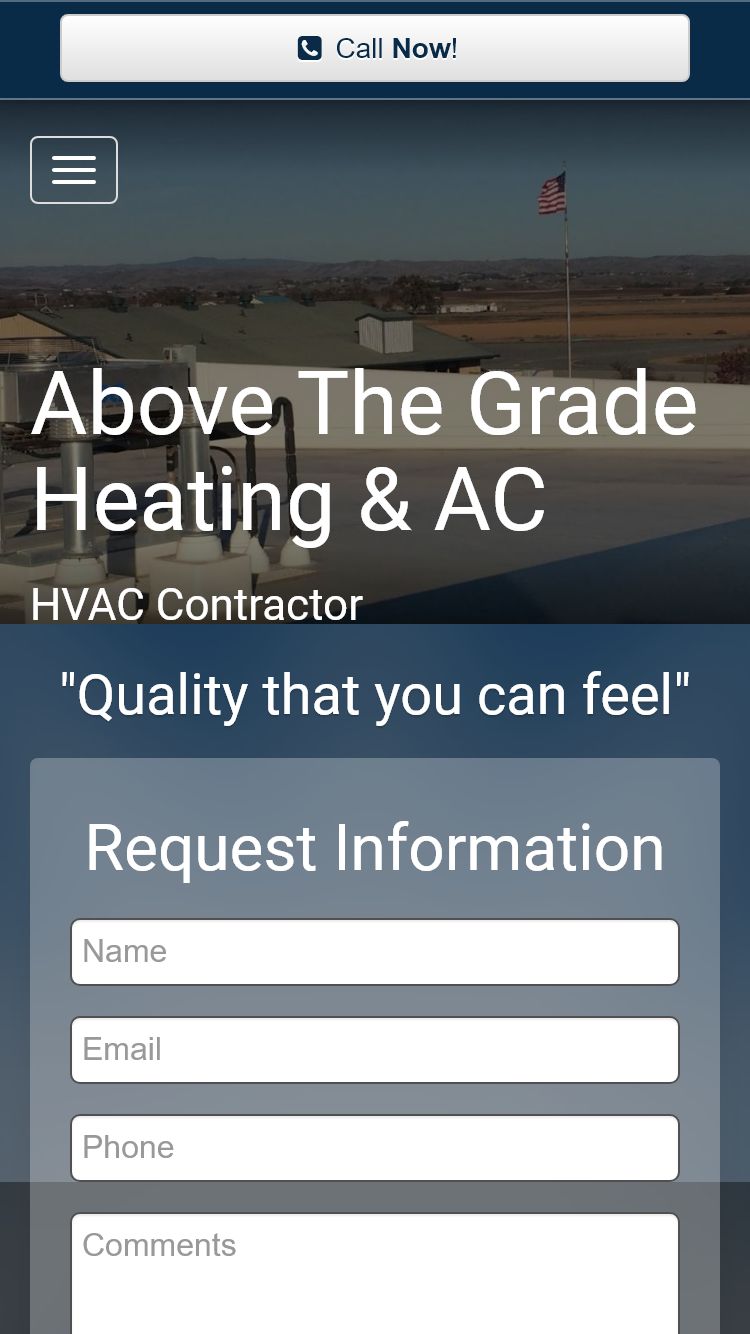 Call Now!
Above The Grade
Heating & AC
HVAC Contractor
"Quality that you can feel"
Request Information
Name
Email
Phone
Comments